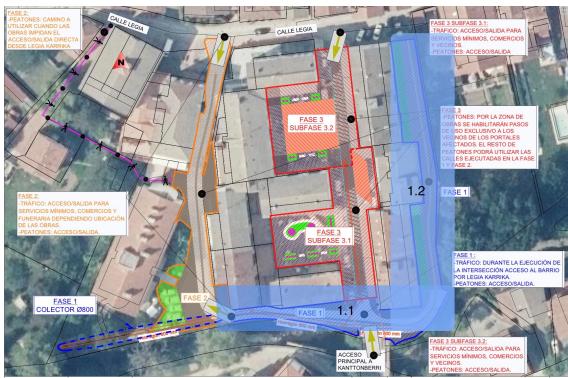 FASE 2:
-PEATONES: CAMINO A
UTILIZAR CUANDO LAS
OBRAS IMPIDAN EL
ACCESO/SALIDA DIRECTA
DESDE LEGIA KARRIKA
CALLE LEGIA
CALLE LEGIA
N
FASE 3 SUBFASE 3.1:
-TRÁFICO: ACCESO/SALIDA PARA
SERVICIOS MÍNIMOS, COMERCIOS
Y VECINOS.
-PEATONES: ACCESO/SALIDA
FASE 3
SUBFASE 3.2
FASE 3
-PEATONES: POR LA ZONA DE
OBRAS SE HABILITARÁN PASOS
DE USO EXCLUSIVO A LOS
VECINOS DE LOS PORTALES
AFECTADOS. EL RESTO DE
PEATONES PODRÁ UTILIZAR LAS
CALLES EJECUTADAS EN LA FASE
1 Y FASE 2.
1.2
FASE 1
FASE 2:
-TRÁFICO: ACCESO/SALIDA PARA
SERVICIOS MÍNIMOS, COMERCIOS Y
FUNERARIA DEPENDIENDO UBICACIÓN
DE LAS OBRAS.
-PEATONES: ACCESO/SALIDA.
FASE 3
SUBFASE 3.1
FASE 1:
-TRÁFICO: DURANTE LA EJECUCIÓN DE
LA INTERSECCIÓN ACCESO AL BARRIO
POR LEGIA KARRIKA.
-PEATONES: ACCESO/SALIDA.
FASE 1
COLECTOR Ø800
FASE 2
FASE 1
1.1
ACCESO
PRINCIPAL A
KANTTONBERRI
FASE 3 SUBFASE 3.2:
-TRÁFICO: ACCESO/SALIDA PARA
SERVICIOS MÍNIMOS, COMERCIOS
Y VECINOS.
-PEATONES: ACCESO/SALIDA.